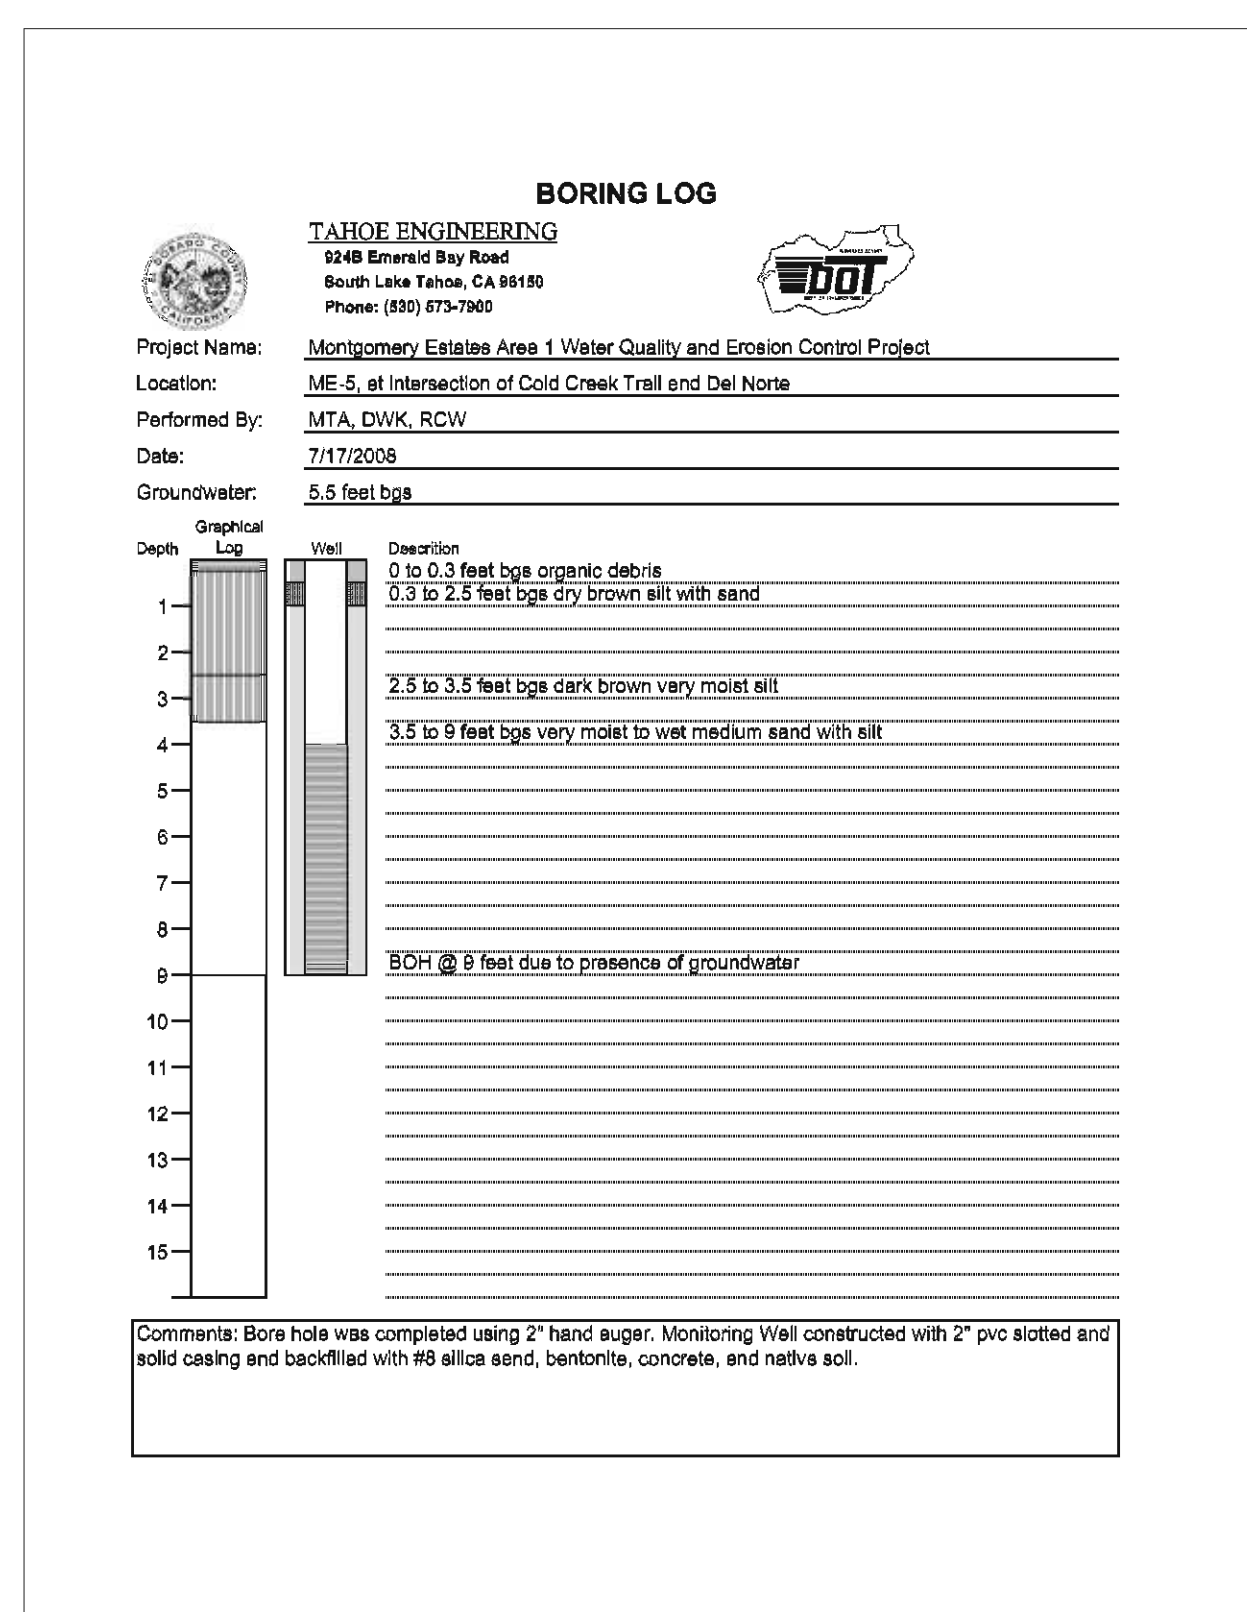 BORING LOG
TAHOE ENGINEERING
924B Emerald Bay Road
South Lake Tahoe, CA 96150
Phone: (530) 573-7900
DORADO COUNTY
CALIFORNIA
DOT
Project Name: Montgomery Estates Area 1 Water Quality and Erosion Control Project
Location: ME-5, at Intersection of Cold Creek Trail and Del Norte
Performed By: MTA, DWK, RCW
Date: 7/17/2008
Groundwater: 5.5 feet bgs
Graphical
Depth Log Well Descrition
0 to 0.3 feet bgs organic debris
0.3 to 2.5 feet bgs dry brown silt with sand
1
2
2.5 to 3.5 feet bgs dark brown very moist silt
3
3.5 to 9 feet bgs very moist to wet medium sand with silt
4
5
6
7
8
BOH @ 9 feet due to presence of groundwater
9
10
11
12
13
14
15
Comments: Bore hole was completed using 2" hand auger. Monitoring Well constructed with 2" pvc slotted and
solid casing and backfilled with #8 silica sand, bentonite, concrete, and native soil.